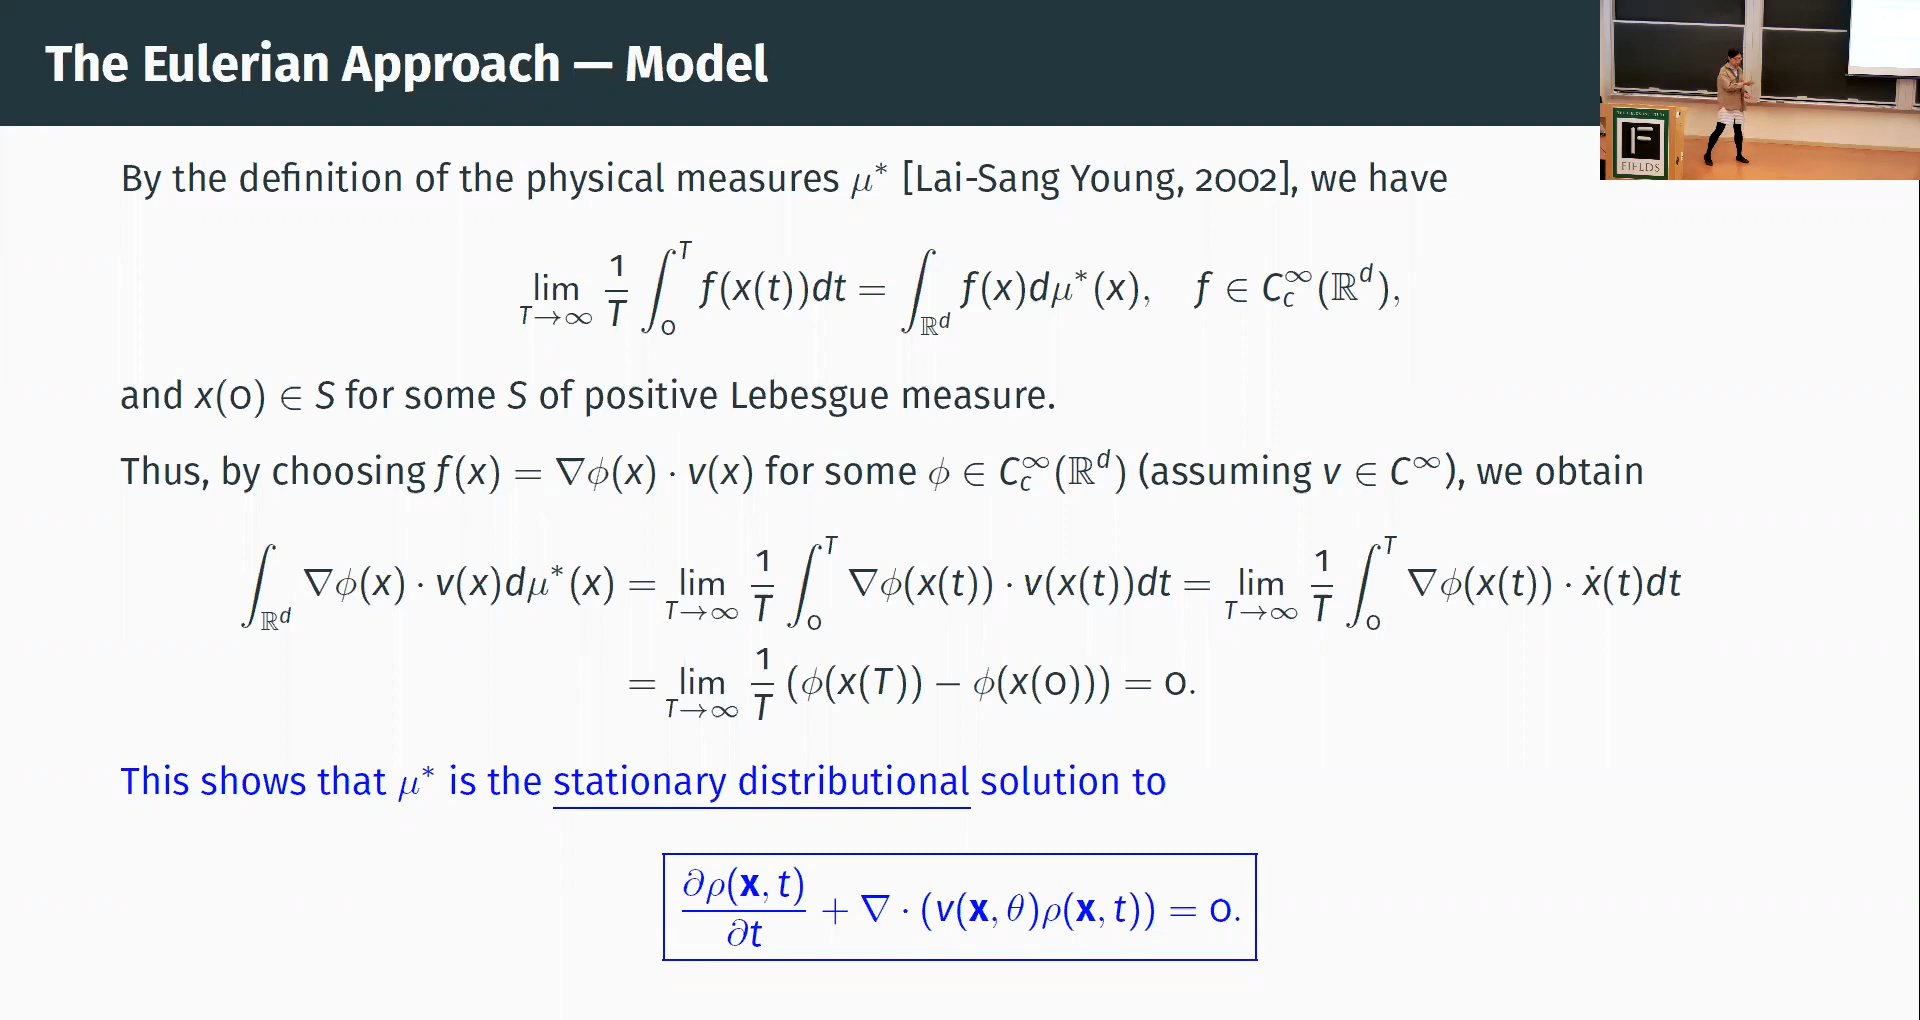 The Eulerian Approach — Model
By the definition of the physical measures μ* [Lai-Sang Young, 2002], we have
lim_{T→∞} 1/T ∫_0^T f(x(t))dt = ∫_{ℝ^d} f(x)dμ*(x), f ∈ C_c^∞(ℝ^d),
and x(0) ∈ S for some S of positive Lebesgue measure.
Thus, by choosing f(x) = ∇ϕ(x) · v(x) for some ϕ ∈ C_c^∞(ℝ^d) (assuming v ∈ C^∞), we obtain
∫_{ℝ^d} ∇ϕ(x) · v(x)dμ*(x) = lim_{T→∞} 1/T ∫_0^T ∇ϕ(x(t)) · v(x(t))dt = lim_{T→∞} 1/T ∫_0^T ∇ϕ(x(t)) · ẋ(t)dt
= lim_{T→∞} 1/T (ϕ(x(T)) − ϕ(x(0))) = 0.
This shows that μ* is the stationary distributional solution to
∂ρ(x, t)/∂t + ∇ · (v(x, θ)ρ(x, t)) = 0.
FIELDS